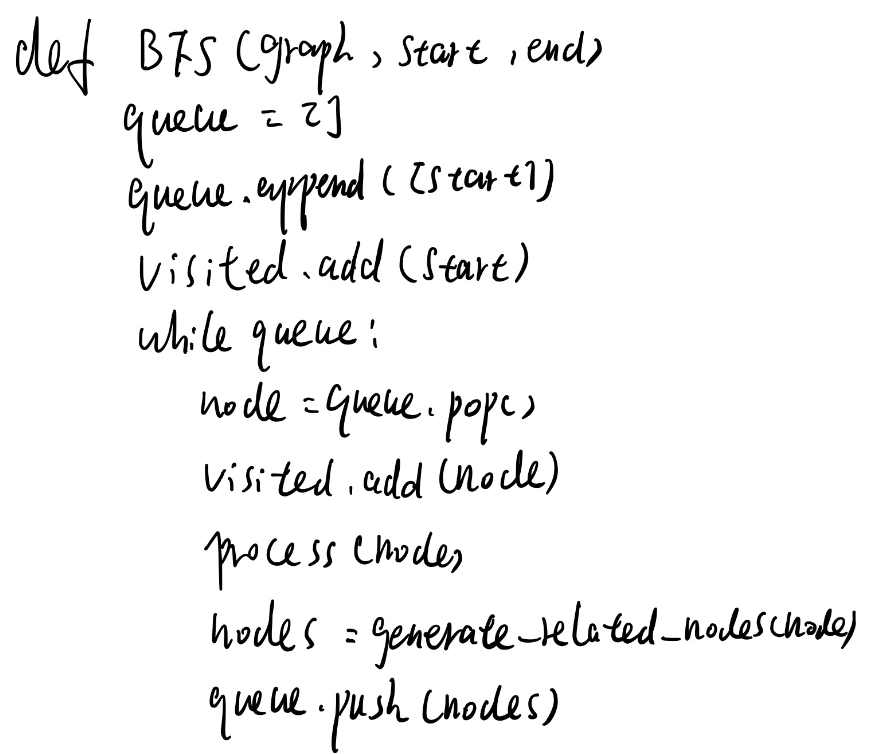 def BFS (graph, start, end)
queue = []
queue.append ([start])
visited.add (start)
while queue:
node = queue.pop()
visited.add (node)
process (node)
nodes = generate_related_nodes(node)
queue.push (nodes)